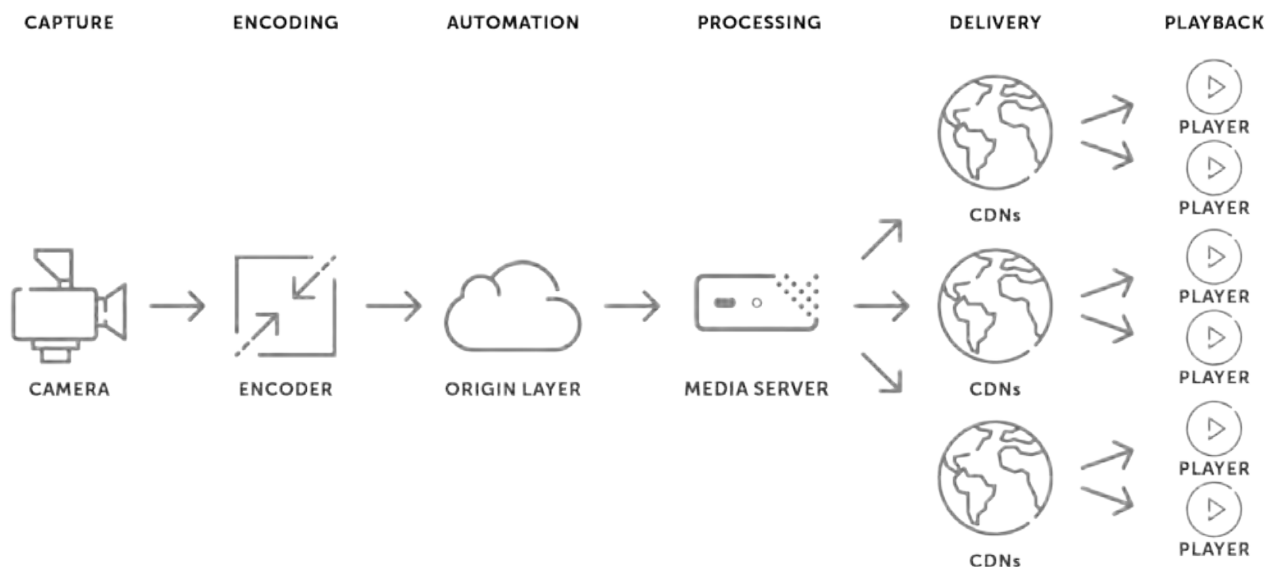 CAPTURE
ENCODING
AUTOMATION
PROCESSING
DELIVERY
PLAYBACK
CAMERA
ENCODER
ORIGIN LAYER
MEDIA SERVER
CDNs
CDNs
CDNs
PLAYER
PLAYER
PLAYER
PLAYER
PLAYER
PLAYER